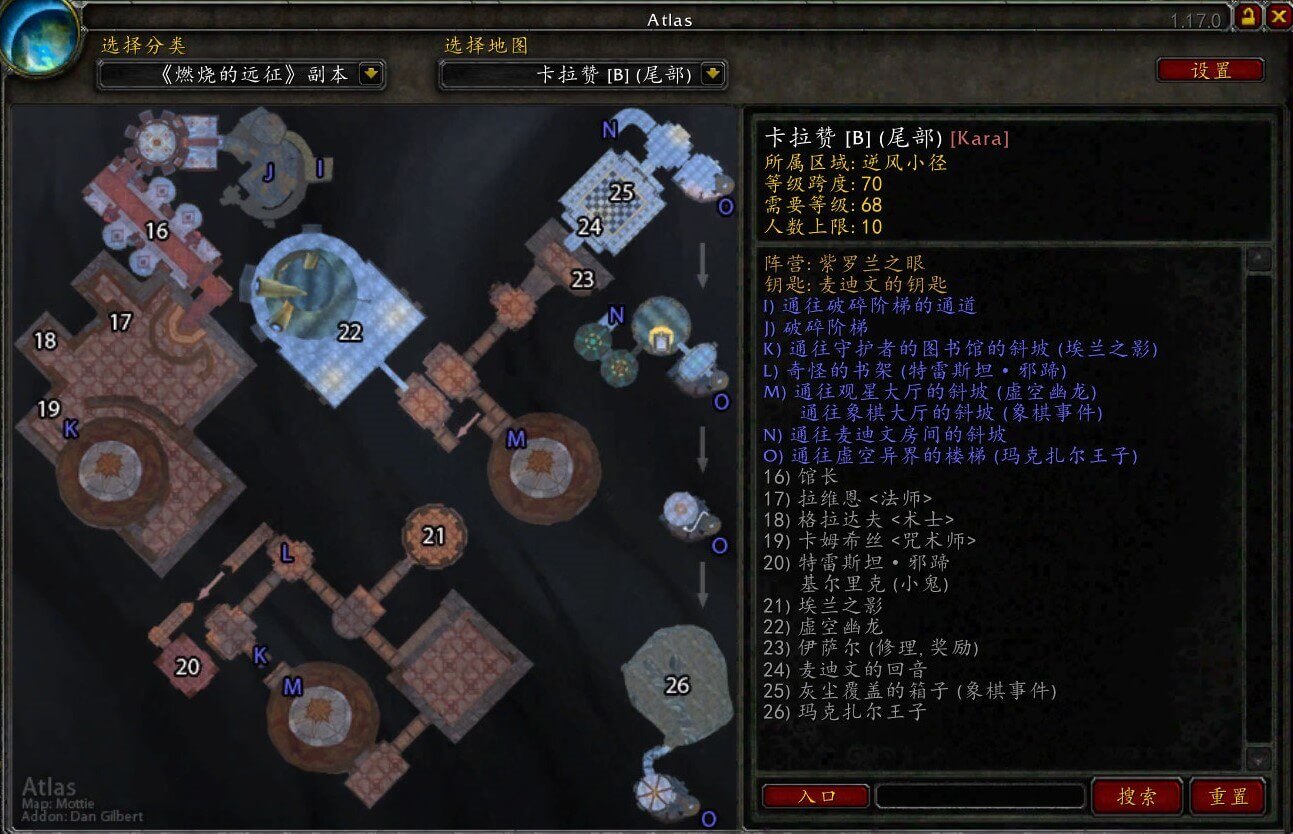 Atlas
1.17.0
选择分类
选择地图
《燃烧的远征》副本
卡拉赞 [B] (尾部)
设置
N
J
I
25
O
16
24
23
17
N
22
18
O
19
K
M
21
O
L
K
20
M
26
O
Atlas
Map: Mottie
Addon: Dan Gilbert
卡拉赞 [B] (尾部) [Kara]
所属区域: 逆风小径
等级跨度: 70
需要等级: 68
人数上限: 10
阵营: 紫罗兰之眼
钥匙: 麦迪文的钥匙
I) 通往破碎阶梯的通道
J) 破碎阶梯
K) 通往守护者的图书馆的斜坡 (埃兰之影)
L) 奇怪的书架 (特雷斯坦·邪蹄)
M) 通往观星大厅的斜坡 (虚空幽龙)
通往象棋大厅的斜坡 (象棋事件)
N) 通往麦迪文房间的斜坡
O) 通往虚空异界的楼梯 (玛克扎尔王子)
16) 馆长
17) 拉维恩 <法师>
18) 格拉达夫 <术士>
19) 卡姆希丝 <咒术师>
20) 特雷斯坦·邪蹄
基尔里克 (小鬼)
21) 埃兰之影
22) 虚空幽龙
23) 伊萨尔 (修理, 奖励)
24) 麦迪文的回音
25) 灰尘覆盖的箱子 (象棋事件)
26) 玛克扎尔王子
入口
搜索
重置